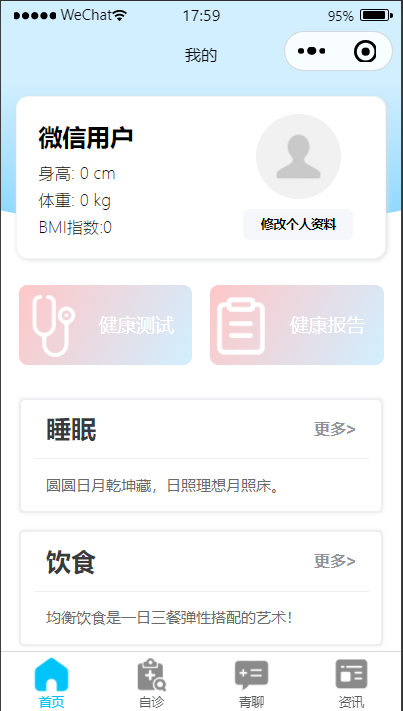 WeChat 17:59 95%
我的
微信用户
身高: 0 cm
体重: 0 kg
BMI指数:0
修改个人资料
健康测试 健康报告
睡眠 更多>
圆圆日月乾坤藏，日照理想月照床。
饮食 更多>
均衡饮食是一日三餐弹性搭配的艺术！
首页 自诊 青聊 资讯